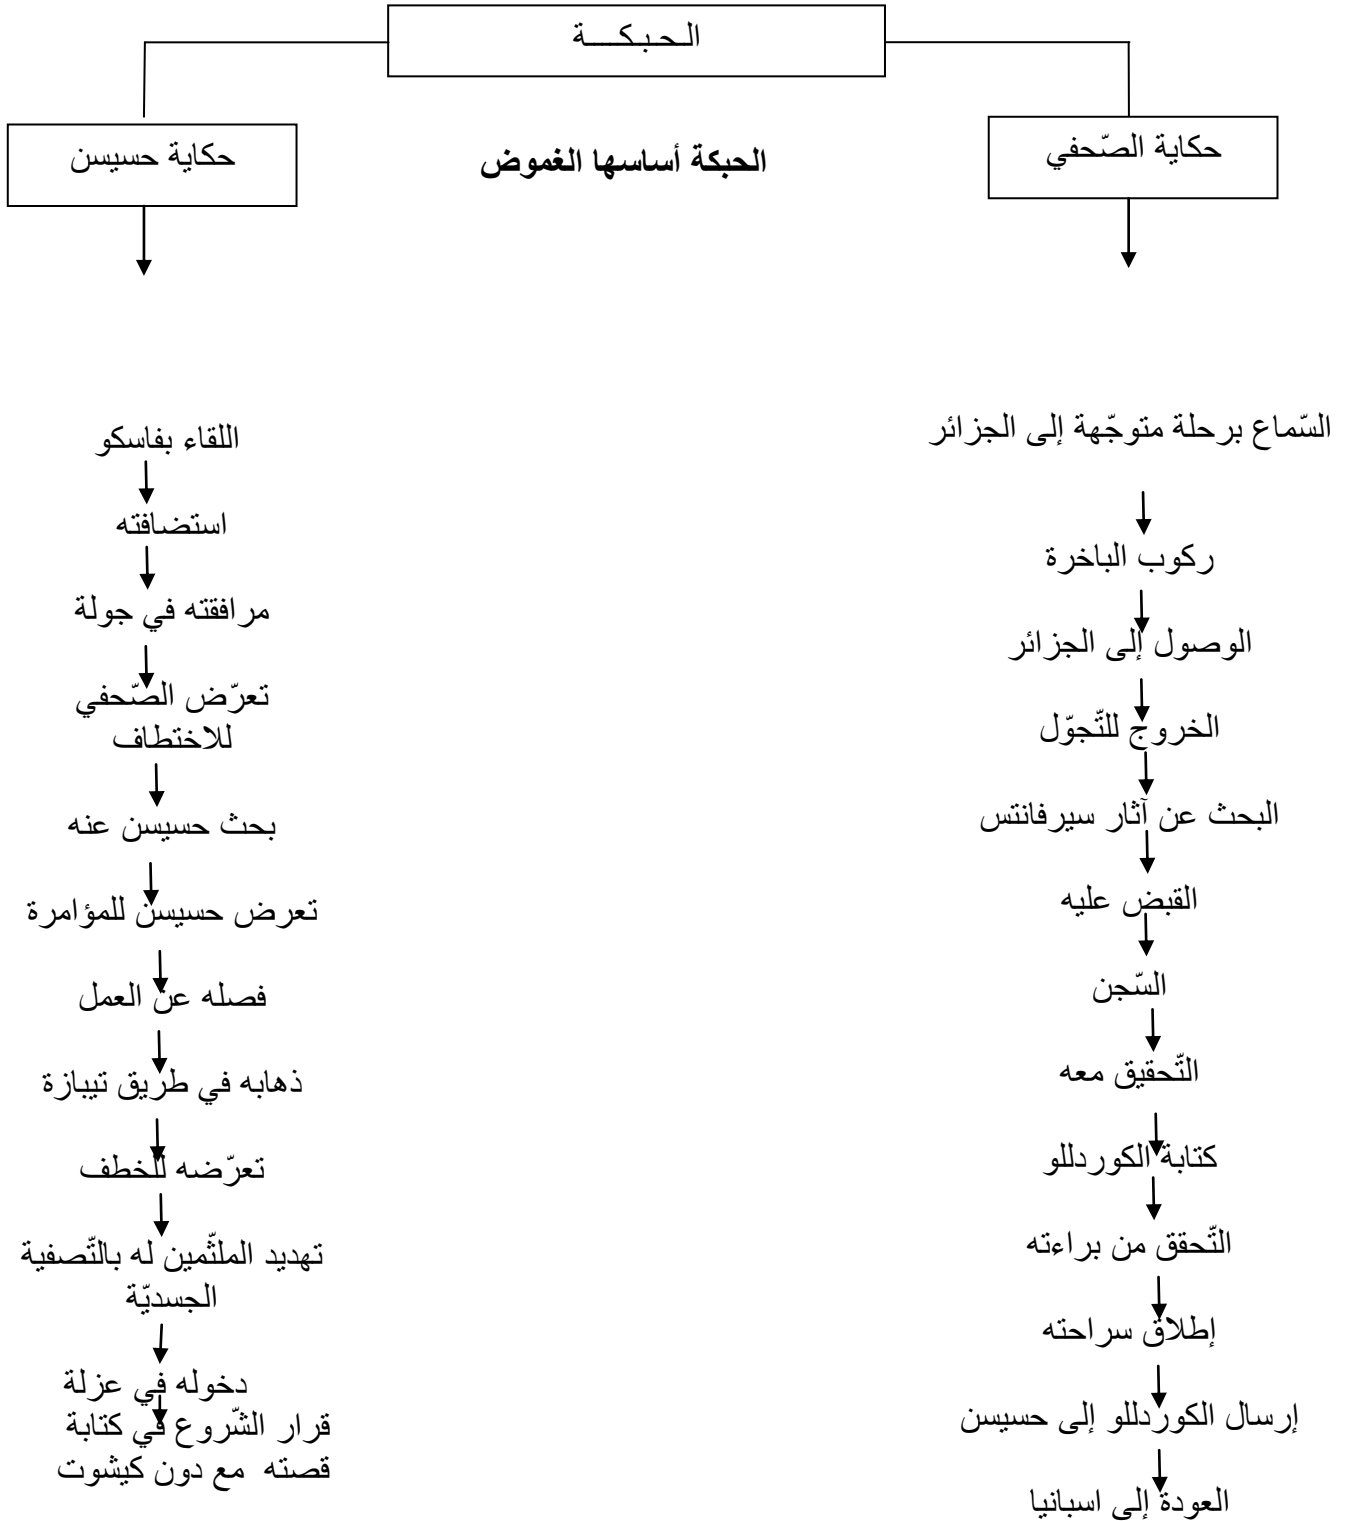 الـحـبـكــــة
حكاية الصّحفي
الحبكة أساسها الغموض
حكاية حسيسن
السّماع برحلة متوجّهة إلى الجزائر
ركوب الباخرة
الوصول إلى الجزائر
الخروج للتّجوّل
البحث عن آثار سيرفانتس
القبض عليه
السّجن
التّحقيق معه
كتابة الكوردللو
التّحقق من براءته
إطلاق سراحته
إرسال الكوردللو إلى حسيسن
العودة إلى اسبانيا
اللقاء بفاسكو
استضافته
مرافقته في جولة
تعرّض الصّحفي
للاختطاف
بحث حسيسن عنه
تعرض حسيسن للمؤامرة
فصله عن العمل
ذهابه في طريق تيبازة
تعرّضه للخطف
تهديد الملثّمين له بالتّصفية
الجسديّة
دخوله في عزلة
قرار الشّروع في كتابة
قصته مع دون كيشوت